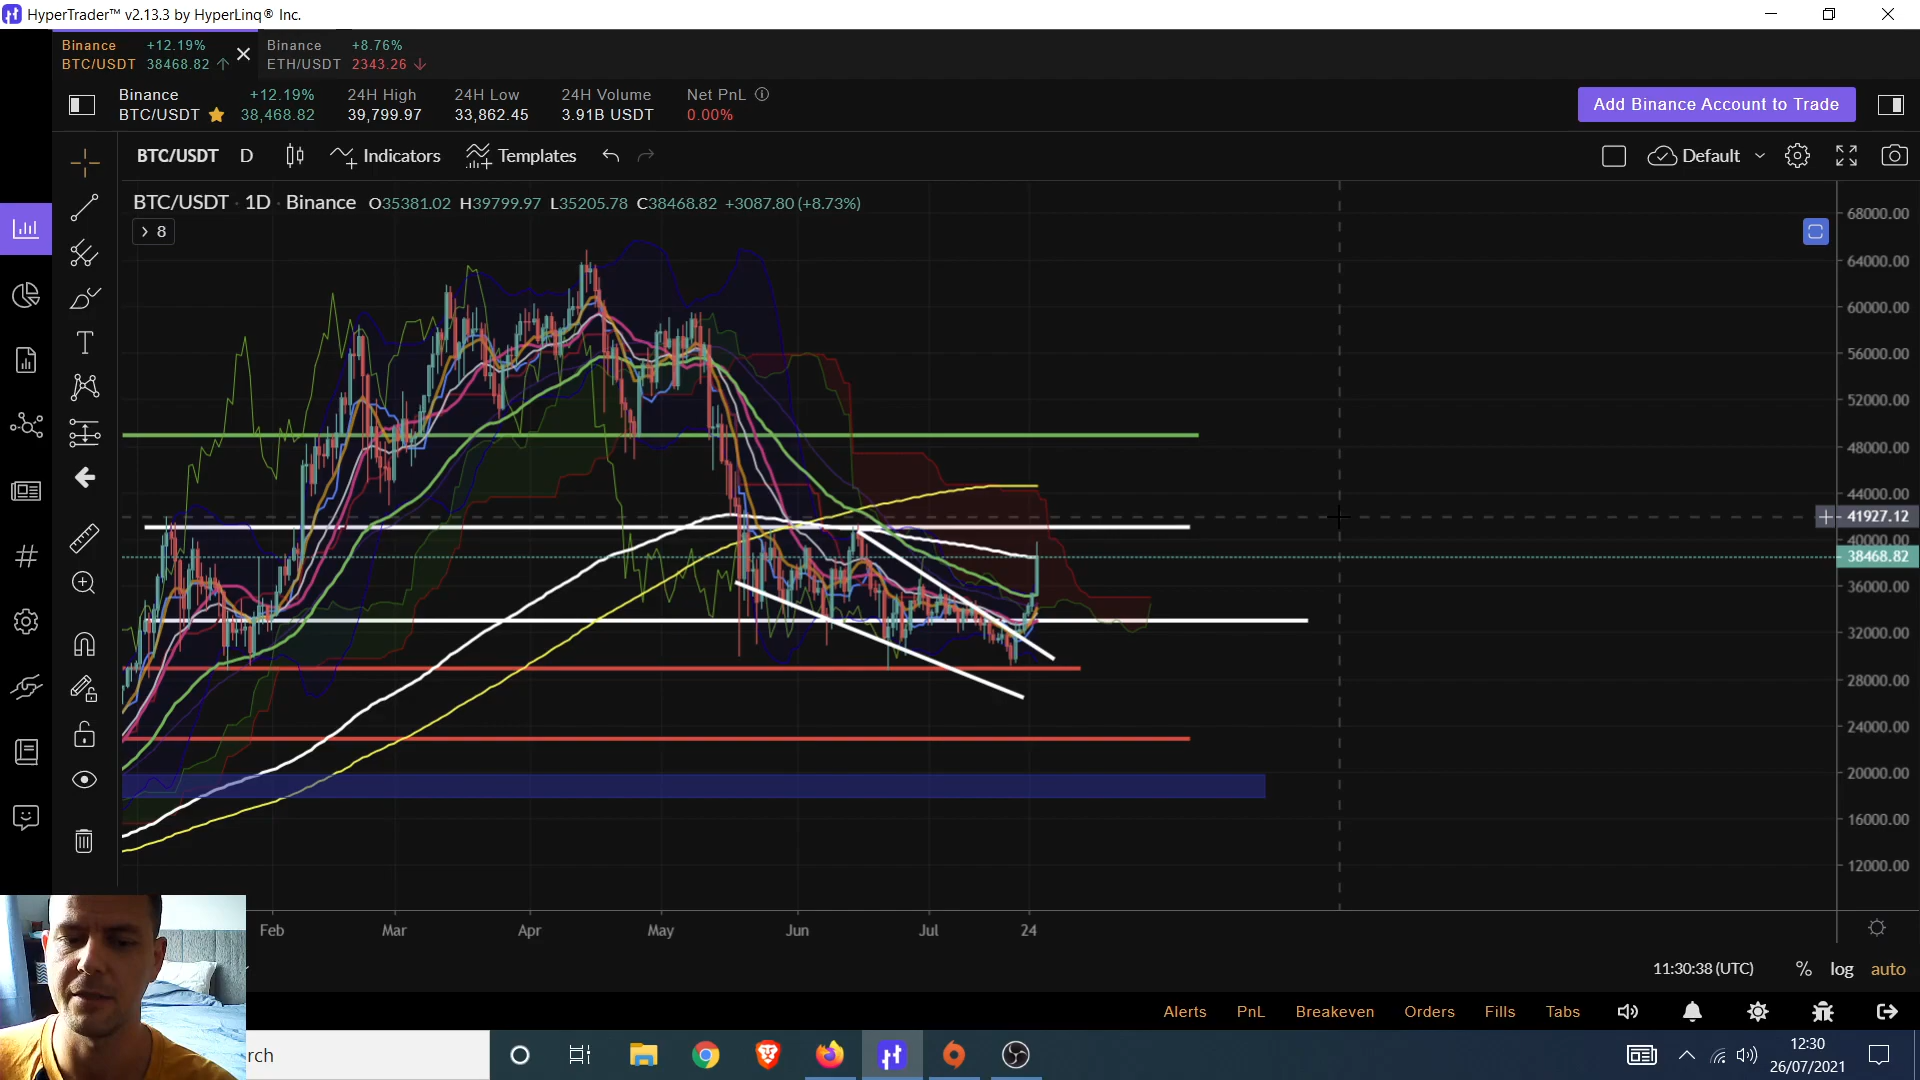 HyperTrader™ v2.13.3 by HyperLinq® Inc.
Binance +12.19%
BTC/USDT 38468.82
Binance +8.76%
ETH/USDT 2343.26
Binance +12.19% 24H High 24H Low 24H Volume Net PnL
BTC/USDT 38,468.82 39,799.97 33,862.45 3.91B USDT 0.00%
Add Binance Account to Trade
BTC/USDT D Indicators Templates Default
BTC/USDT · 1D · Binance O35381.02 H39799.97 L35205.78 C38468.82 +3087.80 (+8.73%)
8
68000.00
64000.00
60000.00
56000.00
52000.00
48000.00
44000.00
41927.12
40000.00
38468.82
36000.00
32000.00
28000.00
24000.00
20000.00
16000.00
12000.00
Feb Mar Apr May Jun Jul 24
11:30:38 (UTC) % log auto
Alerts PnL Breakeven Orders Fills Tabs
rch
12:30
26/07/2021